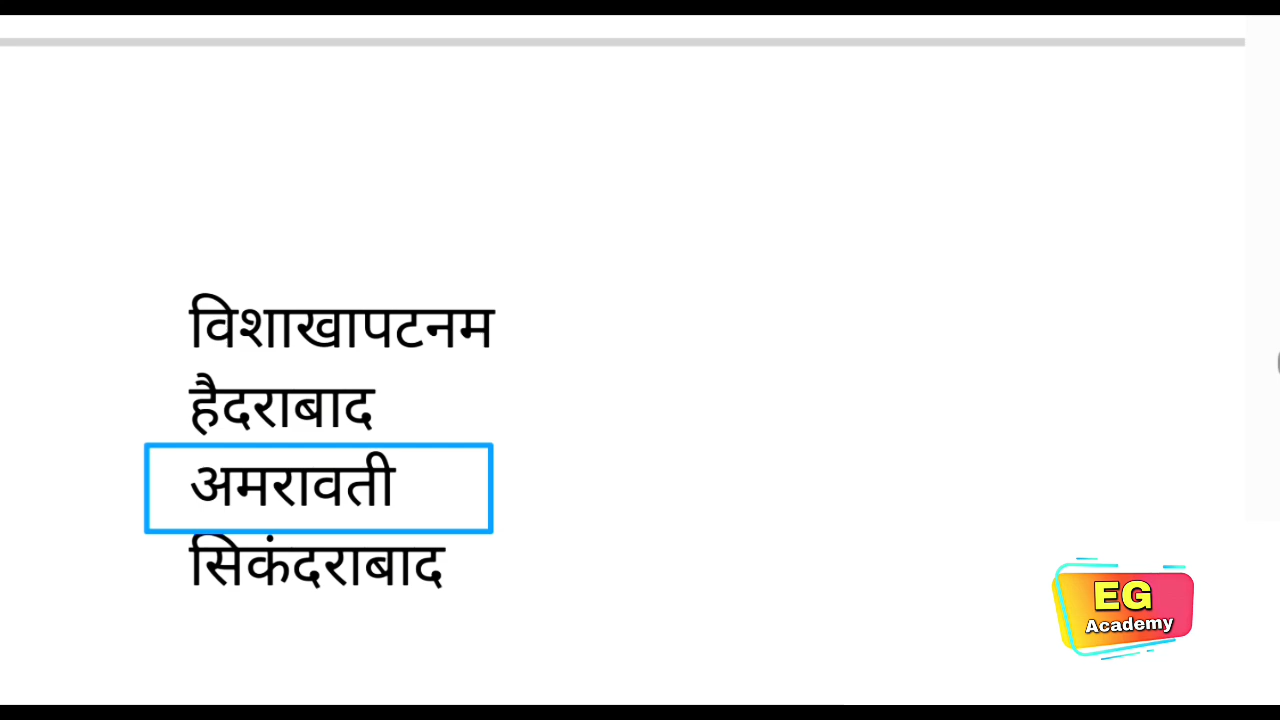 विशाखापटनम
हैदराबाद
अमरावती
सिकंदराबाद
EG
Academy